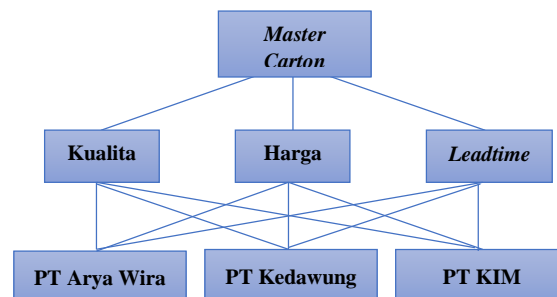 Master
Carton
Kualita
Harga
Leadtime
PT Arya Wira
PT Kedawung
PT KIM